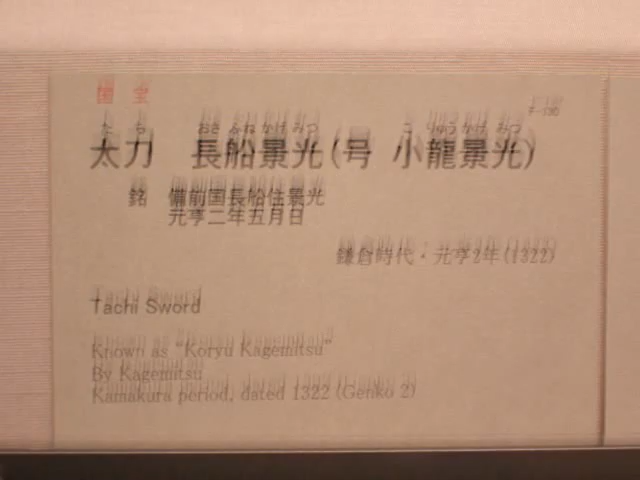 国宝
たち おさふねかげみつ こりゅうかげみつ
太刀 長船景光(号 小龍景光)
銘 備前国長船住景光
元亨二年五月日
鎌倉時代・元亨2年(1322)
Tachi Sword
Known as "Koryu Kagemitsu"
By Kagemitsu
Kamakura period, dated 1322 (Genko 2)